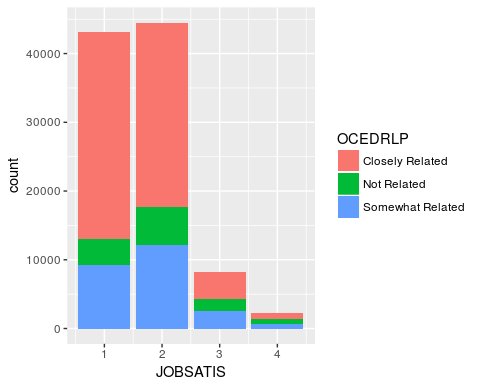 40000
30000
20000
10000
0
count
1 2 3 4
JOBSATIS
OCEDRLP
Closely Related
Not Related
Somewhat Related